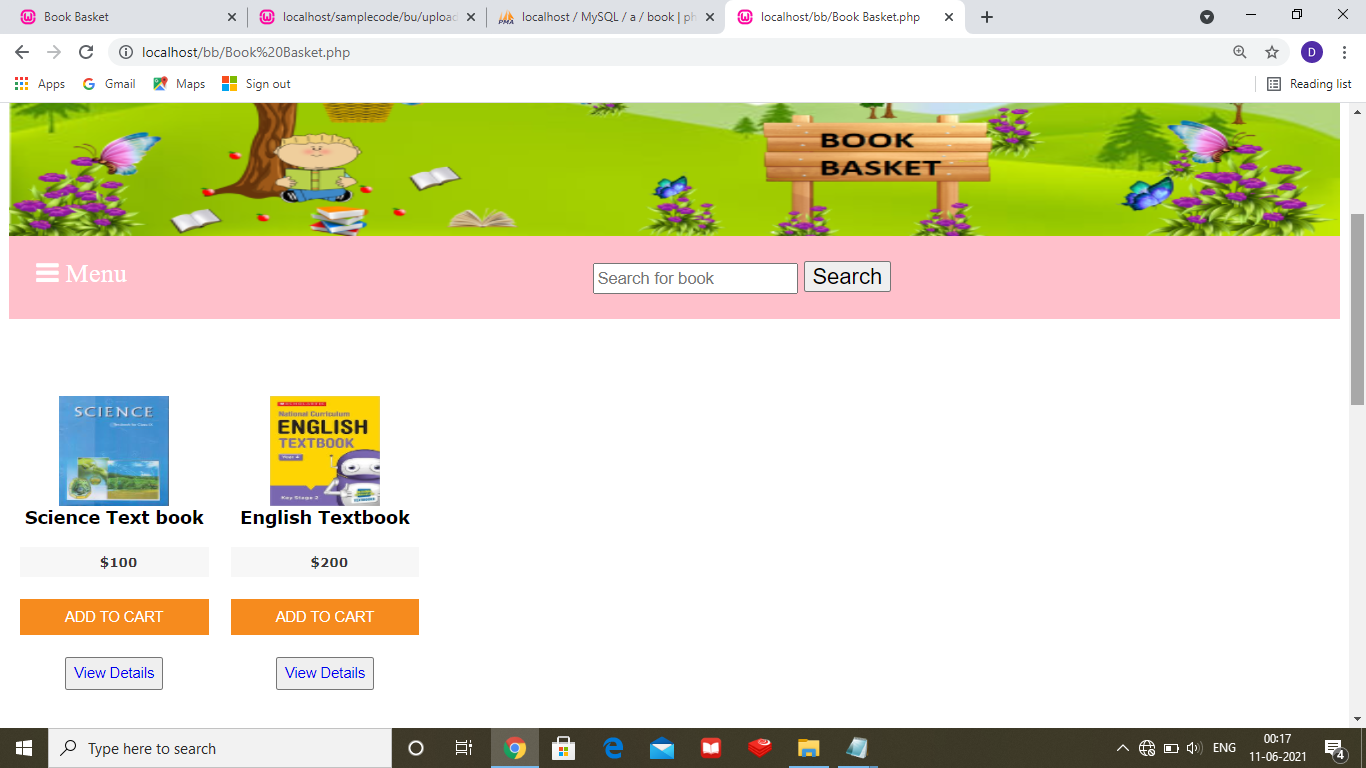 Book Basket
localhost/samplecode/bu/upload
localhost / MySQL / a / book | ph
localhost/bb/Book Basket.php
localhost/bb/Book%20Basket.php
D
Apps
Gmail
Maps
Sign out
Reading list
BOOK
BASKET
Menu
Search for book
Search
SCIENCE
National Curriculum
ENGLISH
TEXTBOOK
Year 4
Key Stage 2
Science Text book
English Textbook
$100
$200
ADD TO CART
ADD TO CART
View Details
View Details
Type here to search
ENG
00:17
11-06-2021
4